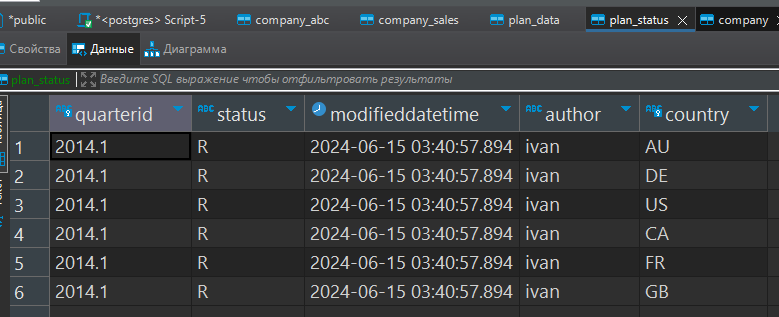 *public *<postgres> Script-5 company_abc company_sales plan_data plan_status company
Свойства Данные Диаграмма
plan_status Введите SQL выражение чтобы отфильтровать результаты
ABC quarterid ABC status modifieddatetime ABC author ABC country
1 2014.1 R 2024-06-15 03:40:57.894 ivan AU
2 2014.1 R 2024-06-15 03:40:57.894 ivan DE
3 2014.1 R 2024-06-15 03:40:57.894 ivan US
4 2014.1 R 2024-06-15 03:40:57.894 ivan CA
5 2014.1 R 2024-06-15 03:40:57.894 ivan FR
6 2014.1 R 2024-06-15 03:40:57.894 ivan GB